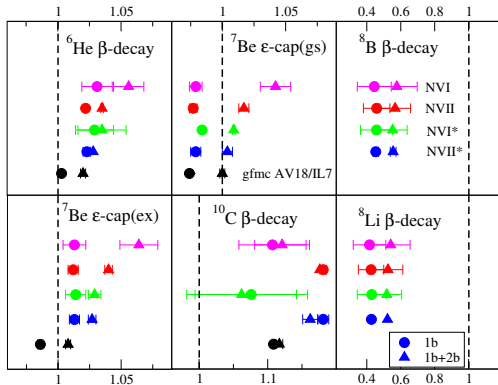 1 1.05 1 1.05 0.4 0.6 0.8 1
⁶He β-decay
⁷Be ε-cap(gs)
⁸B β-decay
NVI
NVII
NVI*
NVII*
gfmc AV18/IL7
⁷Be ε-cap(ex)
¹⁰C β-decay
⁸Li β-decay
1b
1b+2b
1 1.05 1 1.1 0.4 0.6 0.8 1